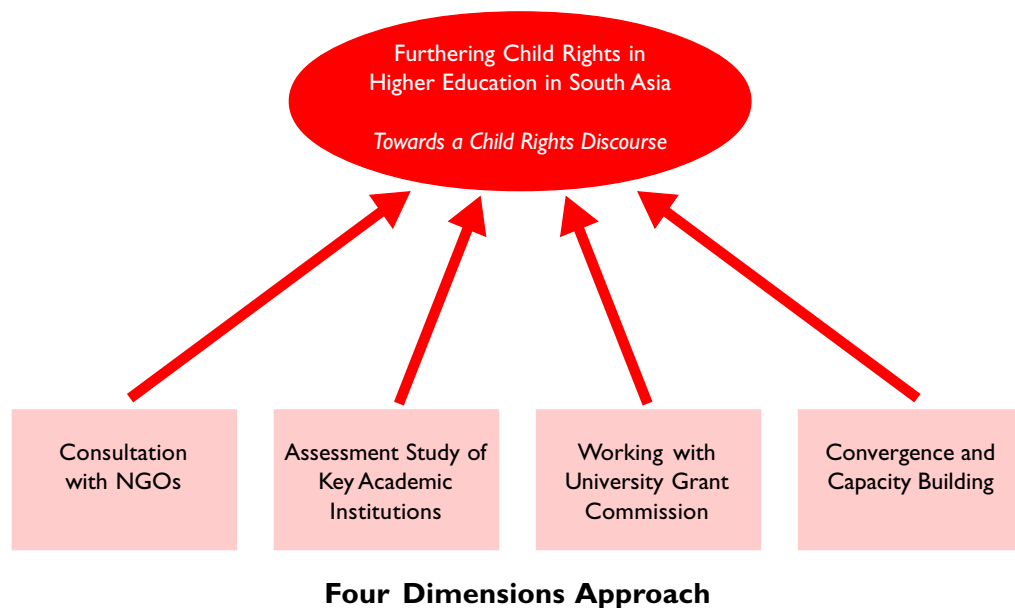 Furthering Child Rights in
Higher Education in South Asia
Towards a Child Rights Discourse
Consultation
with NGOs
Assessment Study of
Key Academic
Institutions
Working with
University Grant
Commission
Convergence and
Capacity Building
Four Dimensions Approach